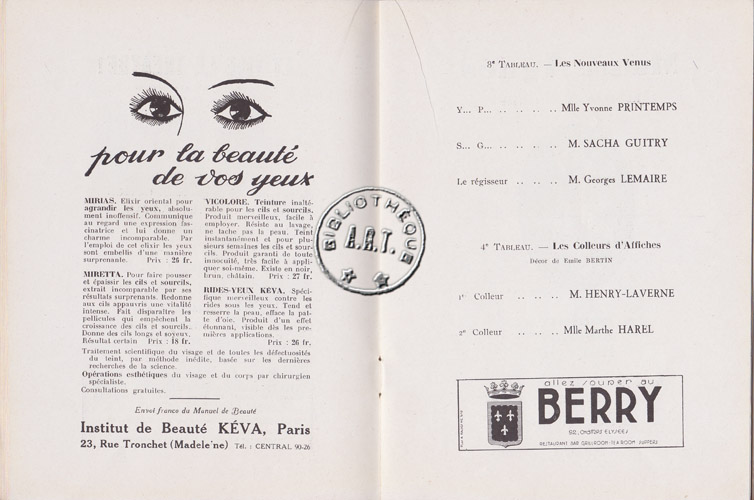 pour la beauté
de vos yeux
MIRIAS. Elixir oriental pour
agrandir les yeux, absolu-
ment inoffensif. Communique
au regard une expression fas-
cinatrice et lui donne un
charme incomparable. Par
l'emploi de cet elixir les yeux
sont embellis d'une manière
surprenante. Prix : 26 fr.
MIRETTA. Pour faire pousser
et épaissir les cils et sourcils,
extrait incomparable par ses
résultats surprenants. Redonne
aux cils appauvris une vitalité
intense. Fait disparaître les
pellicules qui empêchent la
croissance des cils et sourcils.
Donne des cils longs et soyeux.
Résultat certain Prix : 18 fr.
VICOLORE. Teinture inalté-
rable pour les cils et sourcils.
Produit merveilleux, facile à
employer. Résiste au lavage,
ne tache pas la peau. Teint
instantanément et pour plu-
sieurs semaines les cils et sour-
cils. Produit garanti de toute
innocuité, très facile à appli-
quer soi-même. Existe en noir,
brun, châtain. Prix : 27 fr.
RIDES-YEUX KÉVA. Spéci-
fique merveilleux contre les
rides sous les yeux. Tend et
resserre la peau, efface la pat-
te d'oie. Produit d'un effet
étonnant, visible dès les pre-
mières applications.
Prix : 26 fr.
Traitement scientifique du visage et de toutes les défectuosités
du teint, par méthode inédite, basée sur les dernières
recherches de la science.
Opérations esthétiques du visage et du corps par chirurgien
spécialiste.
Consultations gratuites.
Envoi franco du Manuel de Beauté
Institut de Beauté KÉVA, Paris
23, Rue Tronchet (Madele'ne) Tél. : CENTRAL 90-26
BIBLIOTHÈQUE
A.R.T.
8e TABLEAU. — Les Nouveaux Venus
Y... P... .. .. .. .. Mlle Yvonne PRINTEMPS
S... G... .. .. .. .. M. SACHA GUITRY
Le régisseur .. .. .. M. Georges LEMAIRE
4e TABLEAU. — Les Colleurs d'Affiches
Décor de Emile BERTIN
1e Colleur .. .. .. M. HENRY-LAVERNE
2e Colleur .. .. .. Mlle Marthe HAREL
allez souper au
BERRY
52, CHAMPS ELYSEES
RESTAURANT BAR GRILLROOM TEA ROOM SUPPERS